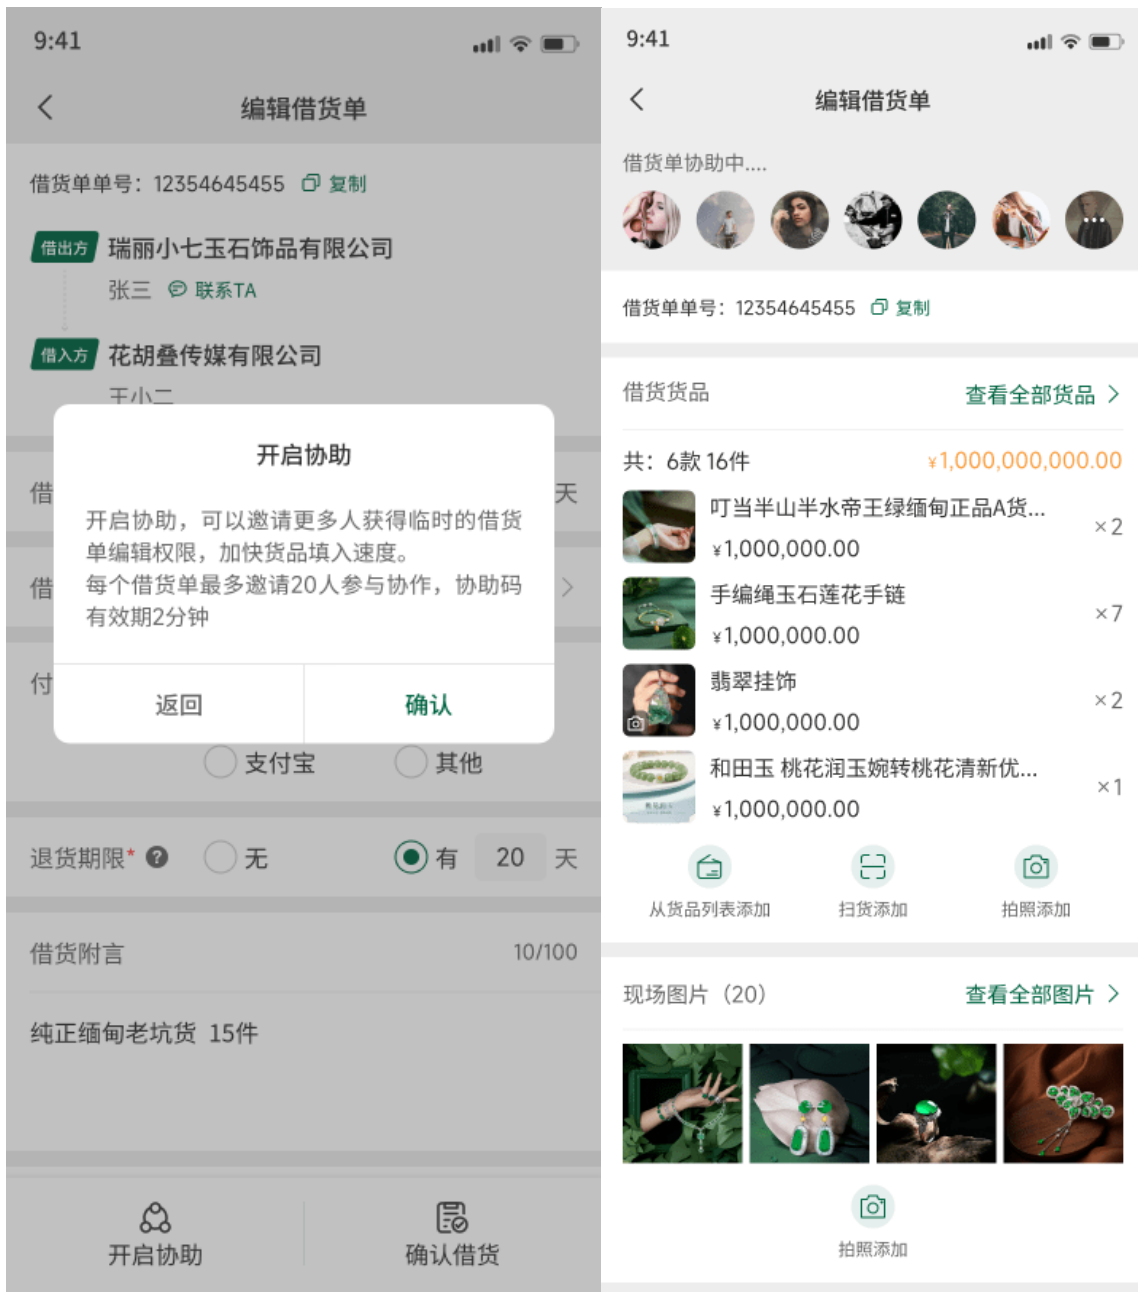 9:41
编辑借货单
借货单单号：12354645455 复制
借出方 瑞丽小七玉石饰品有限公司
张三 联系TA
借入方 花胡叠传媒有限公司
王小二
开启协助
开启协助，可以邀请更多人获得临时的借货
单编辑权限，加快货品填入速度。
每个借货单最多邀请20人参与协作，协助码
有效期2分钟
返回 确认
借 天
借
付
支付宝 其他
退货期限* ? 无 有 20 天
借货附言 10/100
纯正缅甸老坑货 15件
开启协助 确认借货
9:41
编辑借货单
借货单协助中....
借货单单号：12354645455 复制
借货货品 查看全部货品
共：6款 16件 ¥1,000,000,000.00
叮当半山半水帝王绿缅甸正品A货...
¥1,000,000.00 ×2
手编绳玉石莲花手链
¥1,000,000.00 ×7
翡翠挂饰
¥1,000,000.00 ×2
和田玉 桃花润玉婉转桃花清新优...
¥1,000,000.00 ×1
从货品列表添加 扫货添加 拍照添加
现场图片（20） 查看全部图片
拍照添加